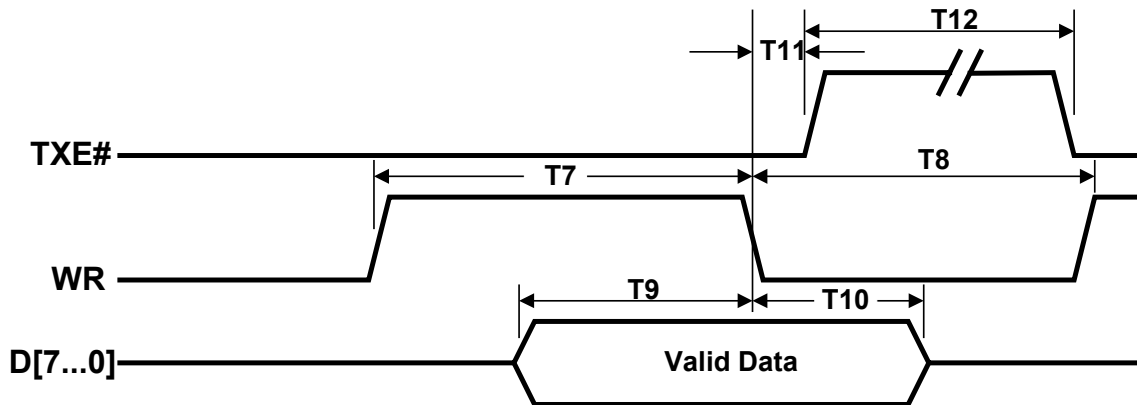 T12
T11
TXE#
T7
T8
WR
T9
T10
D[7...0]
Valid Data